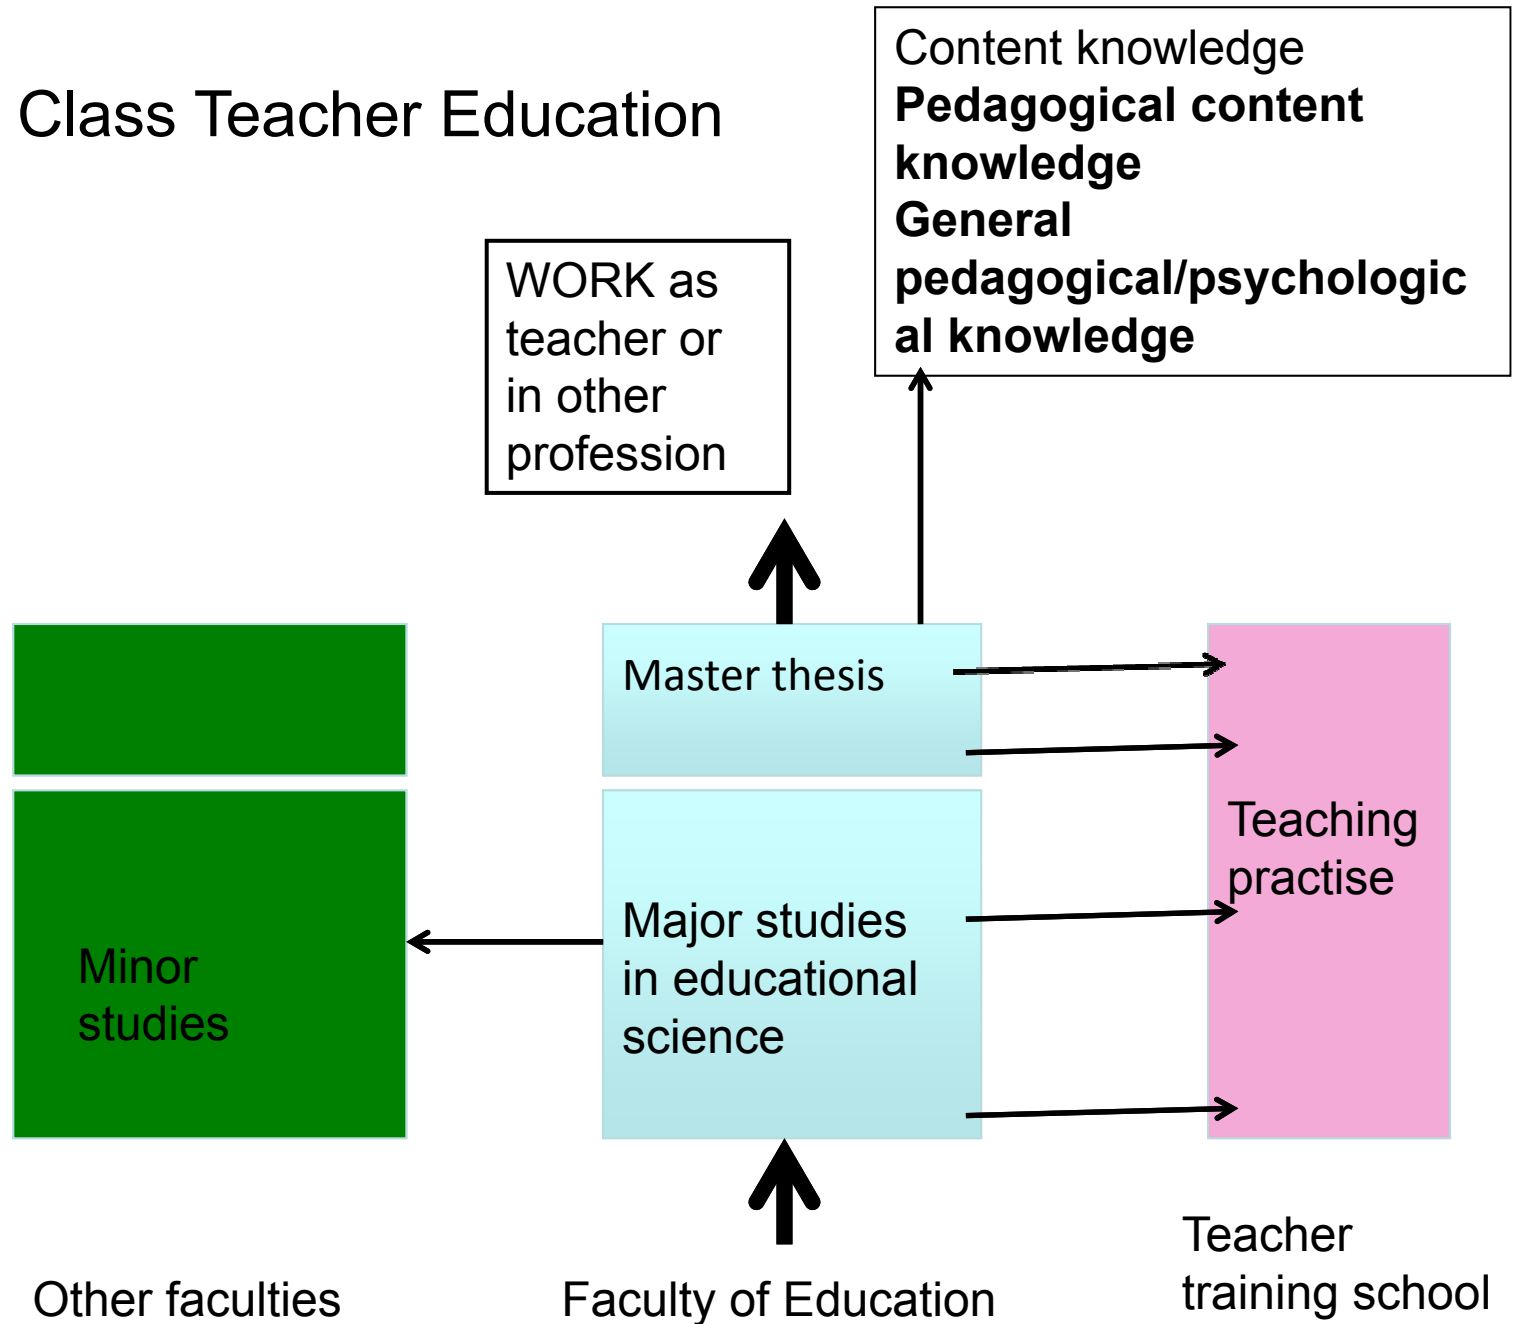 Class Teacher Education
Content knowledge
Pedagogical content
knowledge
General
pedagogical/psychologic
al knowledge
WORK as
teacher or
in other
profession
Master thesis
Teaching
practise
Major studies
in educational
science
Minor
studies
Other faculties
Faculty of Education
Teacher
training school